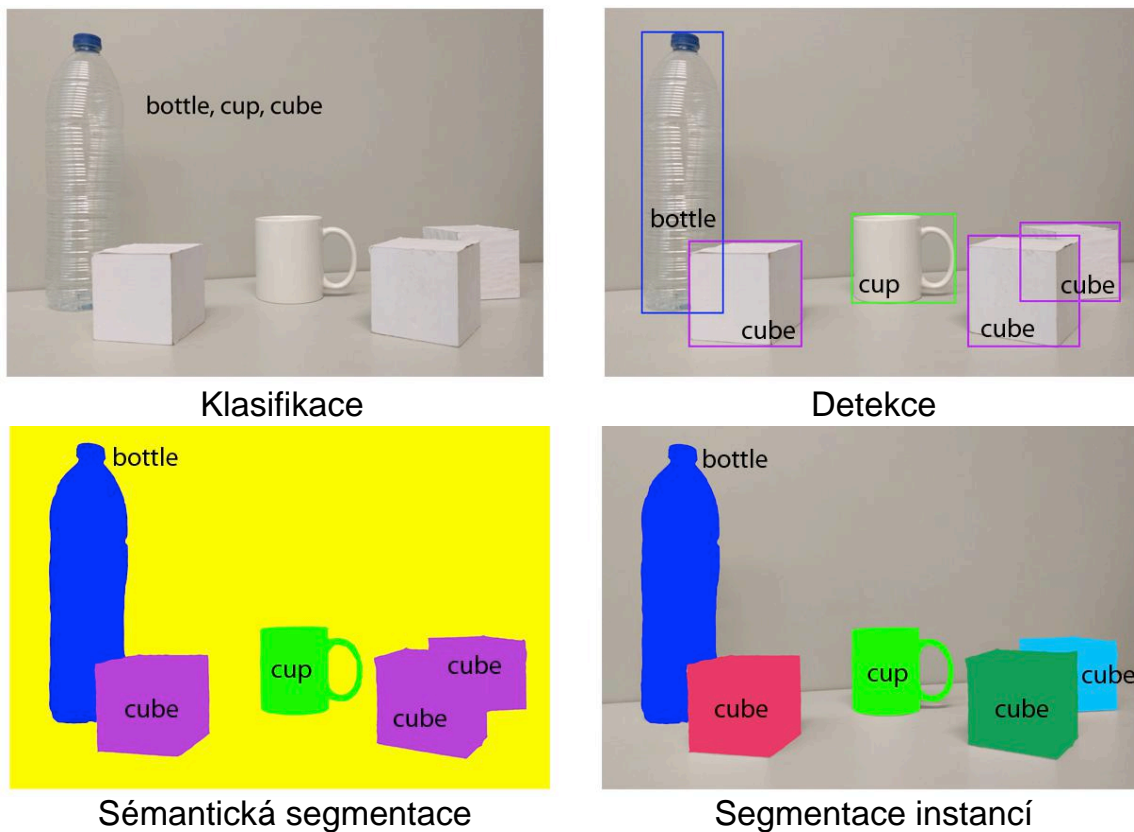 bottle, cup, cube
bottle
cup
cube
cube
cube
Klasifikace
Detekce
bottle
cup
cube
cube
cube
bottle
cup
cube
cube
cube
Sémantická segmentace
Segmentace instancí